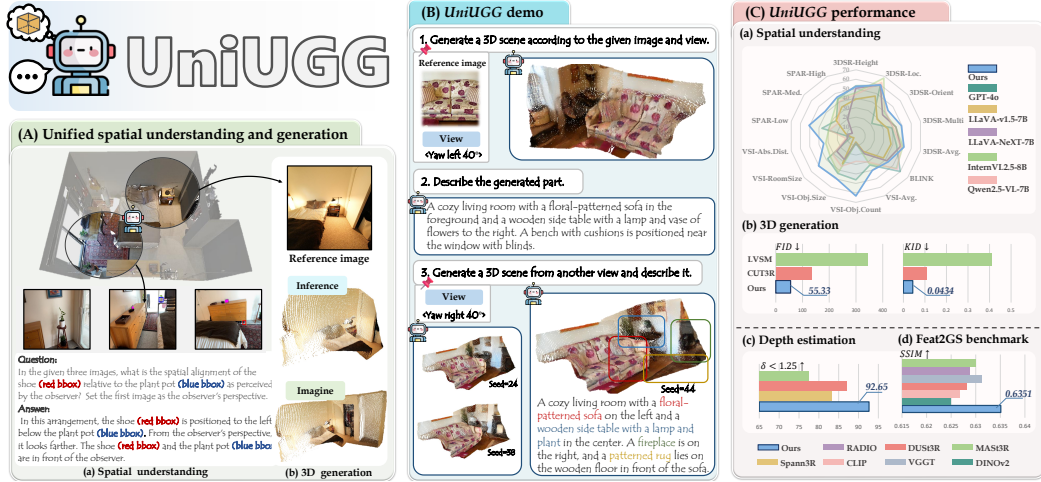 UniUGG
(A) Unified spatial understanding and generation
Reference image
Inference
Imagine
Question:
In the given three images, what is the spatial alignment of the
shoe (red bbox) relative to the plant pot (blue bbox) as perceived
by the observer? Set the first image as the observer's perspective.
Answer:
In this arrangement, the shoe (red bbox) is positioned to the left
below the plant pot (blue bbox). From the observer's perspective,
it looks farther. The shoe (red bbox) and the plant pot (blue bbox
are in front of the observer.
(a) Spatial understanding
(b) 3D generation
(B) UniUGG demo
1. Generate a 3D scene according to the given image and view.
Reference image
View
<Yaw left 40°>
2. Describe the generated part.
A cozy living room with a floral-patterned sofa in the
foreground and a wooden side table with a lamp and vase of
flowers to the right. A bench with cushions is positioned near
the window with blinds.
3. Generate a 3D scene from another view and describe it.
View
<Yaw right 40°>
Seed=24
Seed=38
Seed=44
A cozy living room with a floral-
patterned sofa on the left and a
wooden side table with a lamp and
plant in the center. A fireplace is on
the right, and a patterned rug lies on
the wooden floor in front of the sofa.
(C) UniUGG performance
(a) Spatial understanding
3DSR-Height
3DSR-Loc.
3DSR-Orient
3DSR-Multi
3DSR-Avg.
BLINK
VSI-Avg.
VSI-Obj.Count
VSI-Obj.Size
VSI-RoomSize
VSI-Abs.Dist.
SPAR-Low
SPAR-Med.
SPAR-High
70
60
Ours
GPT-4o
LLaVA-v1.5-7B
LLaVA-NeXT-7B
InternVL2.5-8B
Qwen2.5-VL-7B
(b) 3D generation
FID ↓
KID ↓
LVSM
CUT3R
Ours
55.33
0.0434
0 100 200 300 400
0 0.1 0.2 0.3 0.4 0.5
(c) Depth estimation
δ < 1.25 ↑
92.65
65 70 75 80 85 90 95
(d) Feat2GS benchmark
SSIM ↑
0.6351
0.615 0.62 0.625 0.63 0.635 0.64
Ours
RADIO
DUSt3R
MASt3R
Spann3R
CLIP
VGGT
DINOv2